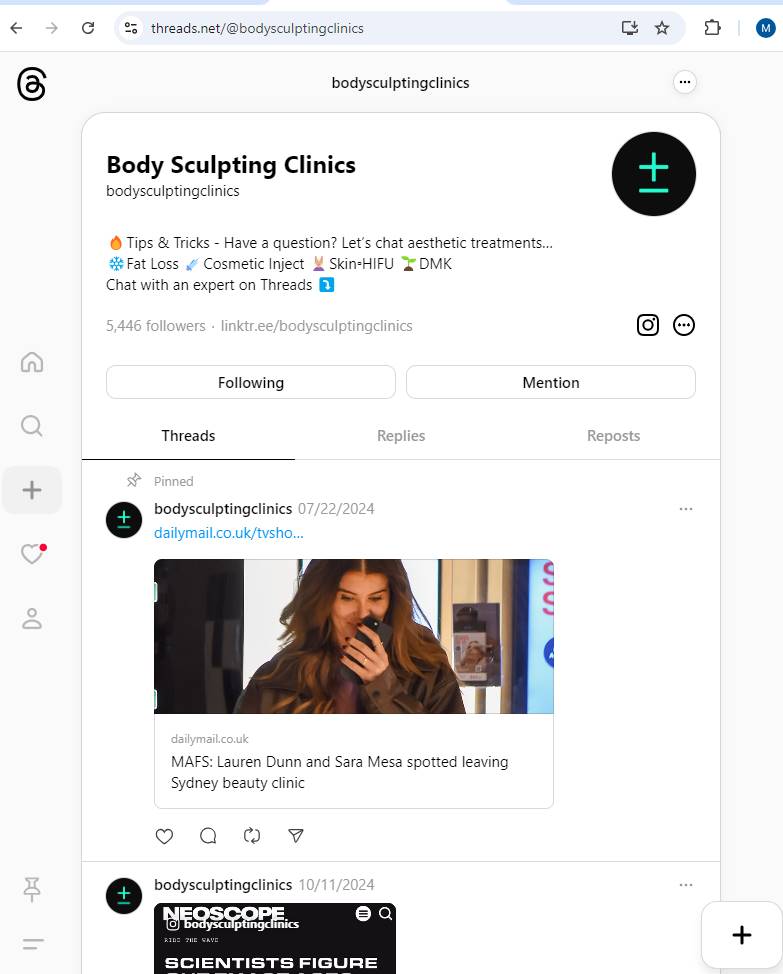 threads.net/@bodysculptingclinics
M
bodysculptingclinics
Body Sculpting Clinics
bodysculptingclinics
🔥Tips & Tricks - Have a question? Let's chat aesthetic treatments...
❄️Fat Loss 💉Cosmetic Inject 💆🏼‍♀️Skin▫️HIFU 🌱DMK
Chat with an expert on Threads ⤵️
5,446 followers · linktr.ee/bodysculptingclinics
Following
Mention
Threads
Replies
Reposts
Pinned
bodysculptingclinics 07/22/2024
dailymail.co.uk/tvsho...
dailymail.co.uk
MAFS: Lauren Dunn and Sara Mesa spotted leaving
Sydney beauty clinic
bodysculptingclinics 10/11/2024
NEOSCOPE
bodysculptingclinics
RIDE THE WAVE
SCIENTISTS FIGURE